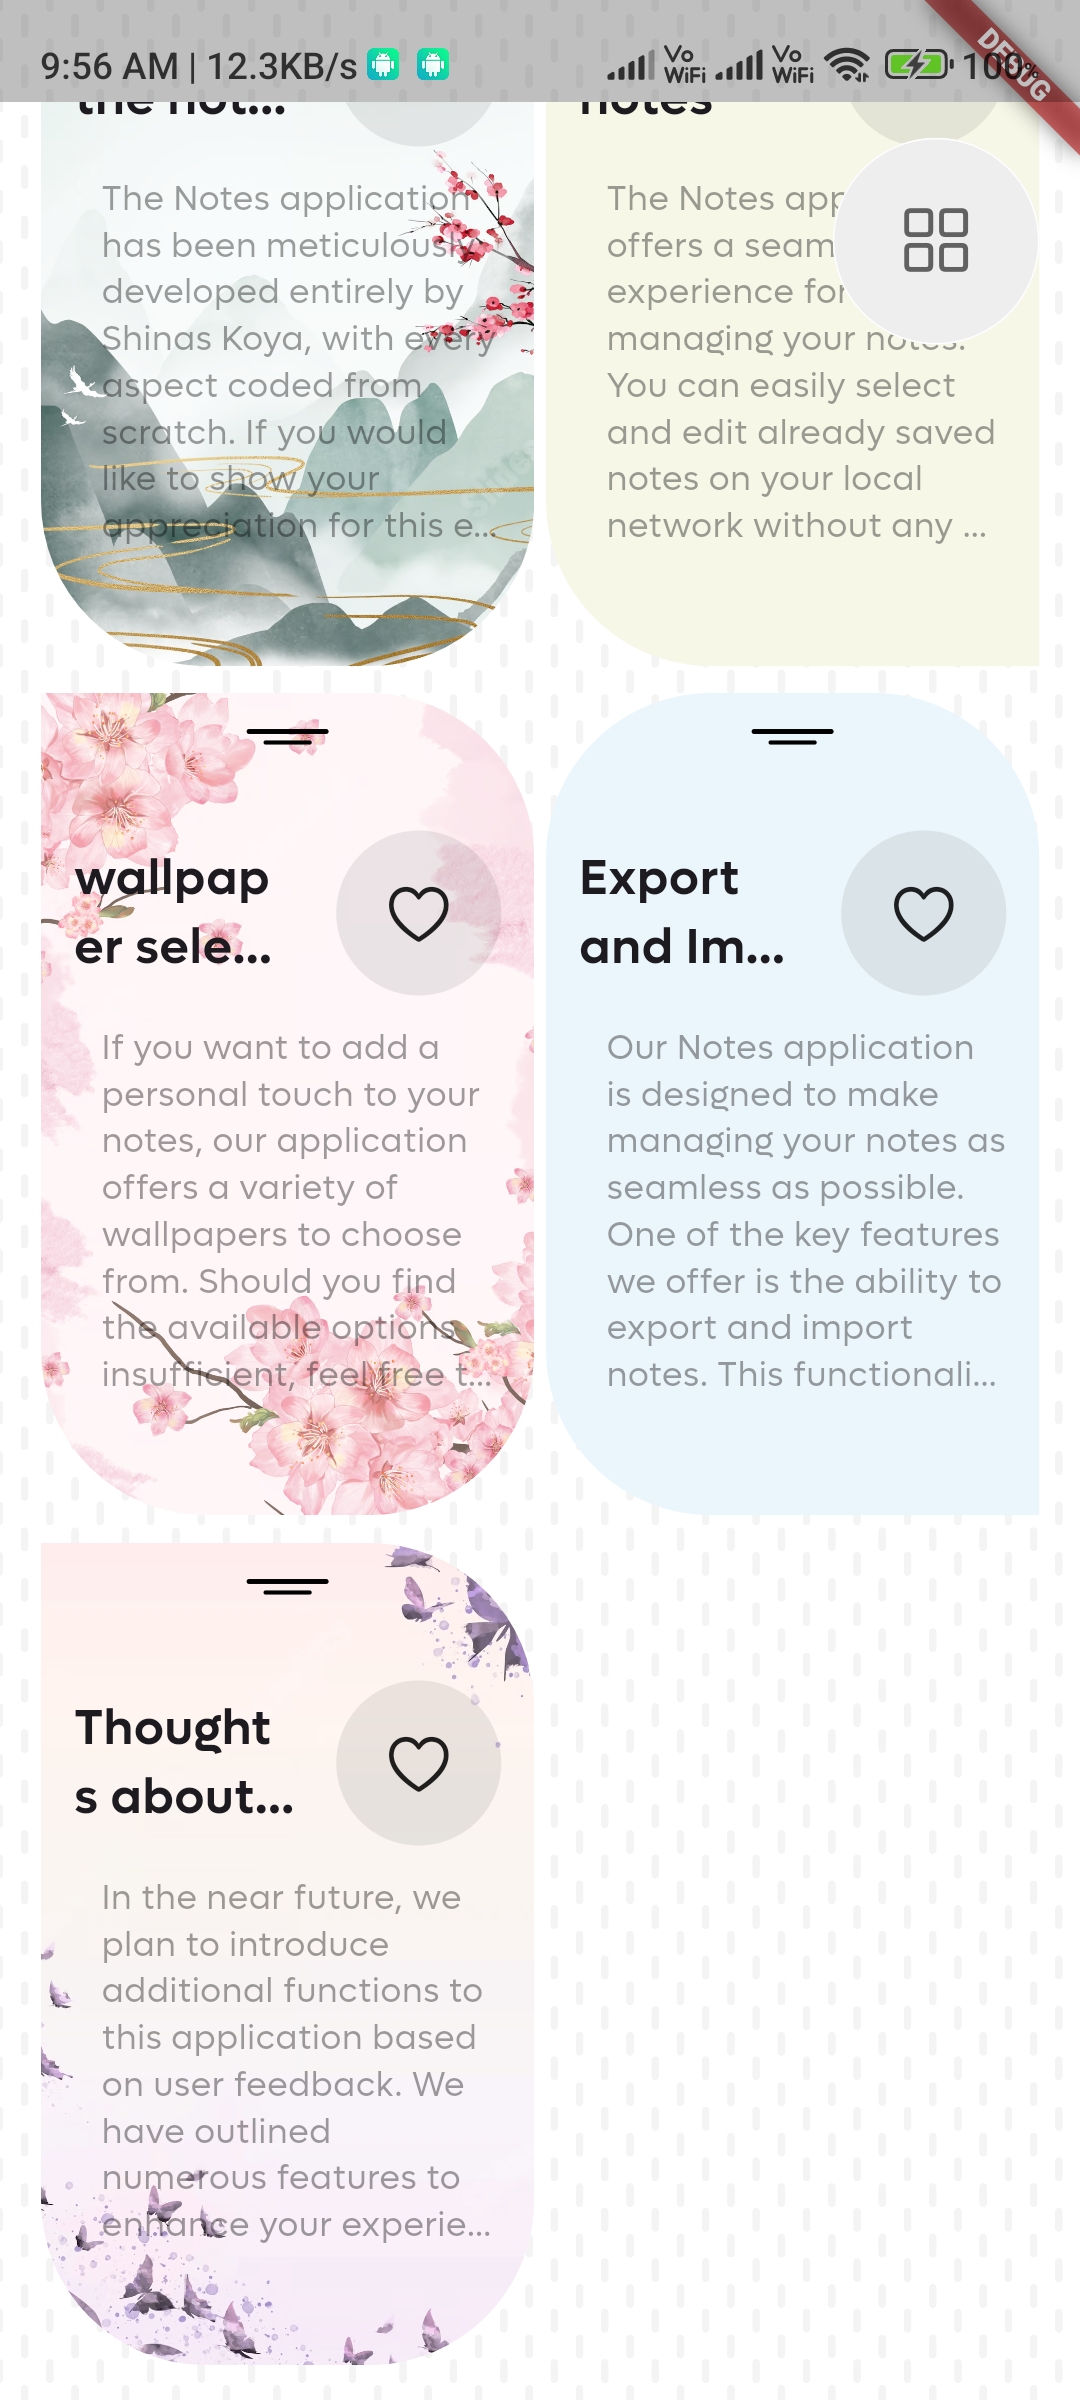 9:56 AM | 12.3KB/s
Vo WiFi
Vo WiFi
100%
DEBUG
the not...
The Notes application
has been meticulously
developed entirely by
Shinas Koya, with every
aspect coded from
scratch. If you would
like to show your
appreciation for this e...
notes
The Notes app
offers a seam
experience for
managing your notes.
You can easily select
and edit already saved
notes on your local
network without any ...
wallpap
er sele...
If you want to add a
personal touch to your
notes, our application
offers a variety of
wallpapers to choose
from. Should you find
the available options
insufficient, feel free t...
Export
and Im...
Our Notes application
is designed to make
managing your notes as
seamless as possible.
One of the key features
we offer is the ability to
export and import
notes. This functionali...
Thought
s about...
In the near future, we
plan to introduce
additional functions to
this application based
on user feedback. We
have outlined
numerous features to
enhance your experie...